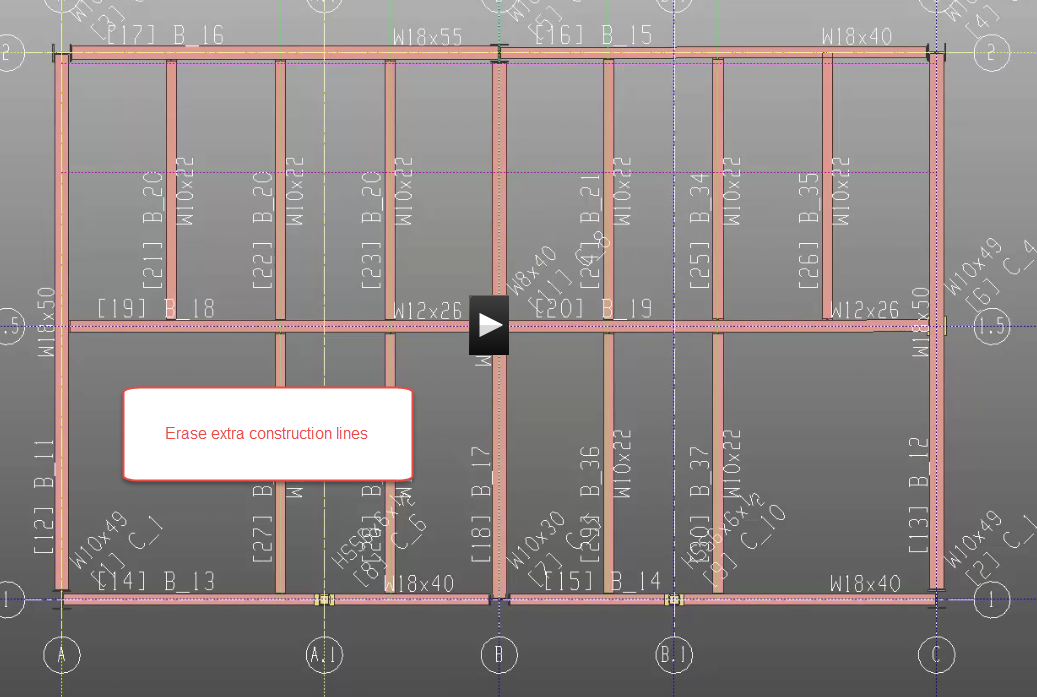 [17] B_16
W18x55
[16] B_15
W18x40
2
2
[21] B_20
W10x22
[22] B_20
W10x22
[23] B_20
W10x22
B_21
W10x22
[25] B_34
W10x22
[26] B_35
W10x22
W8x40
W10x49
[6] C_4
[19] B_18
W12x26
[20] B_19
W12x26
W18x50
W18x50
1.5
Erase extra construction lines
[12] B_11
[27] B
[18] B_17
B_36
W10x22
B_37
W10x22
[13] B_12
W10x49
[1] C_1
C_6
W10x30
C_10
W10x49
[2] C_1
[14] B_13
W18x40
[15] B_14
W18x40
1
1
A
A.1
B
B.1
C